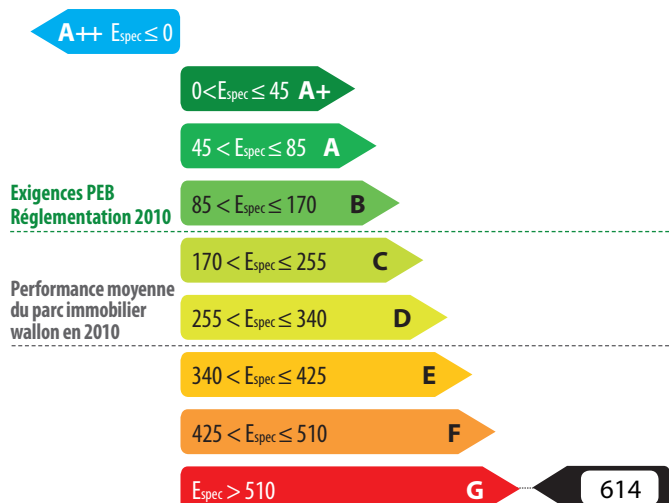 A++ Espec ≤ 0
0<Espec ≤ 45 A+
45 < Espec ≤ 85 A
Exigences PEB
Réglementation 2010
85 < Espec ≤ 170 B
170 < Espec ≤ 255 C
Performance moyenne
du parc immobilier
wallon en 2010
255 < Espec ≤ 340 D
340 < Espec ≤ 425 E
425 < Espec ≤ 510 F
Espec > 510 G 614